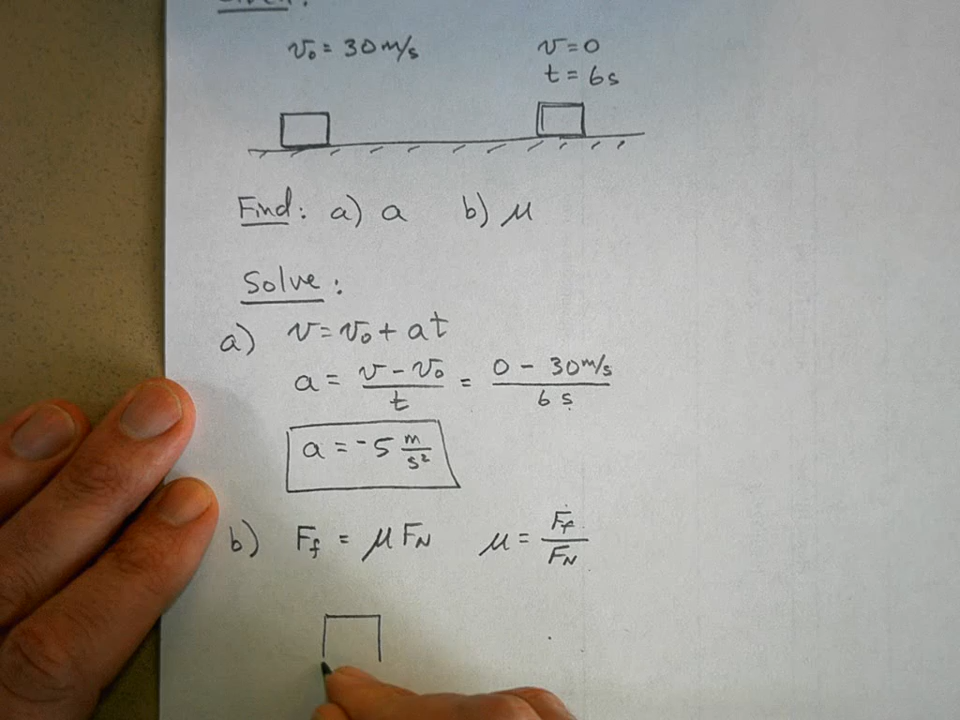 v₀ = 30 m/s v = 0
t = 6s
Find: a) a b) μ
Solve:
a) v = v₀ + at
a = (v - v₀)/t = (0 - 30 m/s)/(6 s)
a = -5 m/s²
b) F_f = μ F_N μ = F_f/F_N